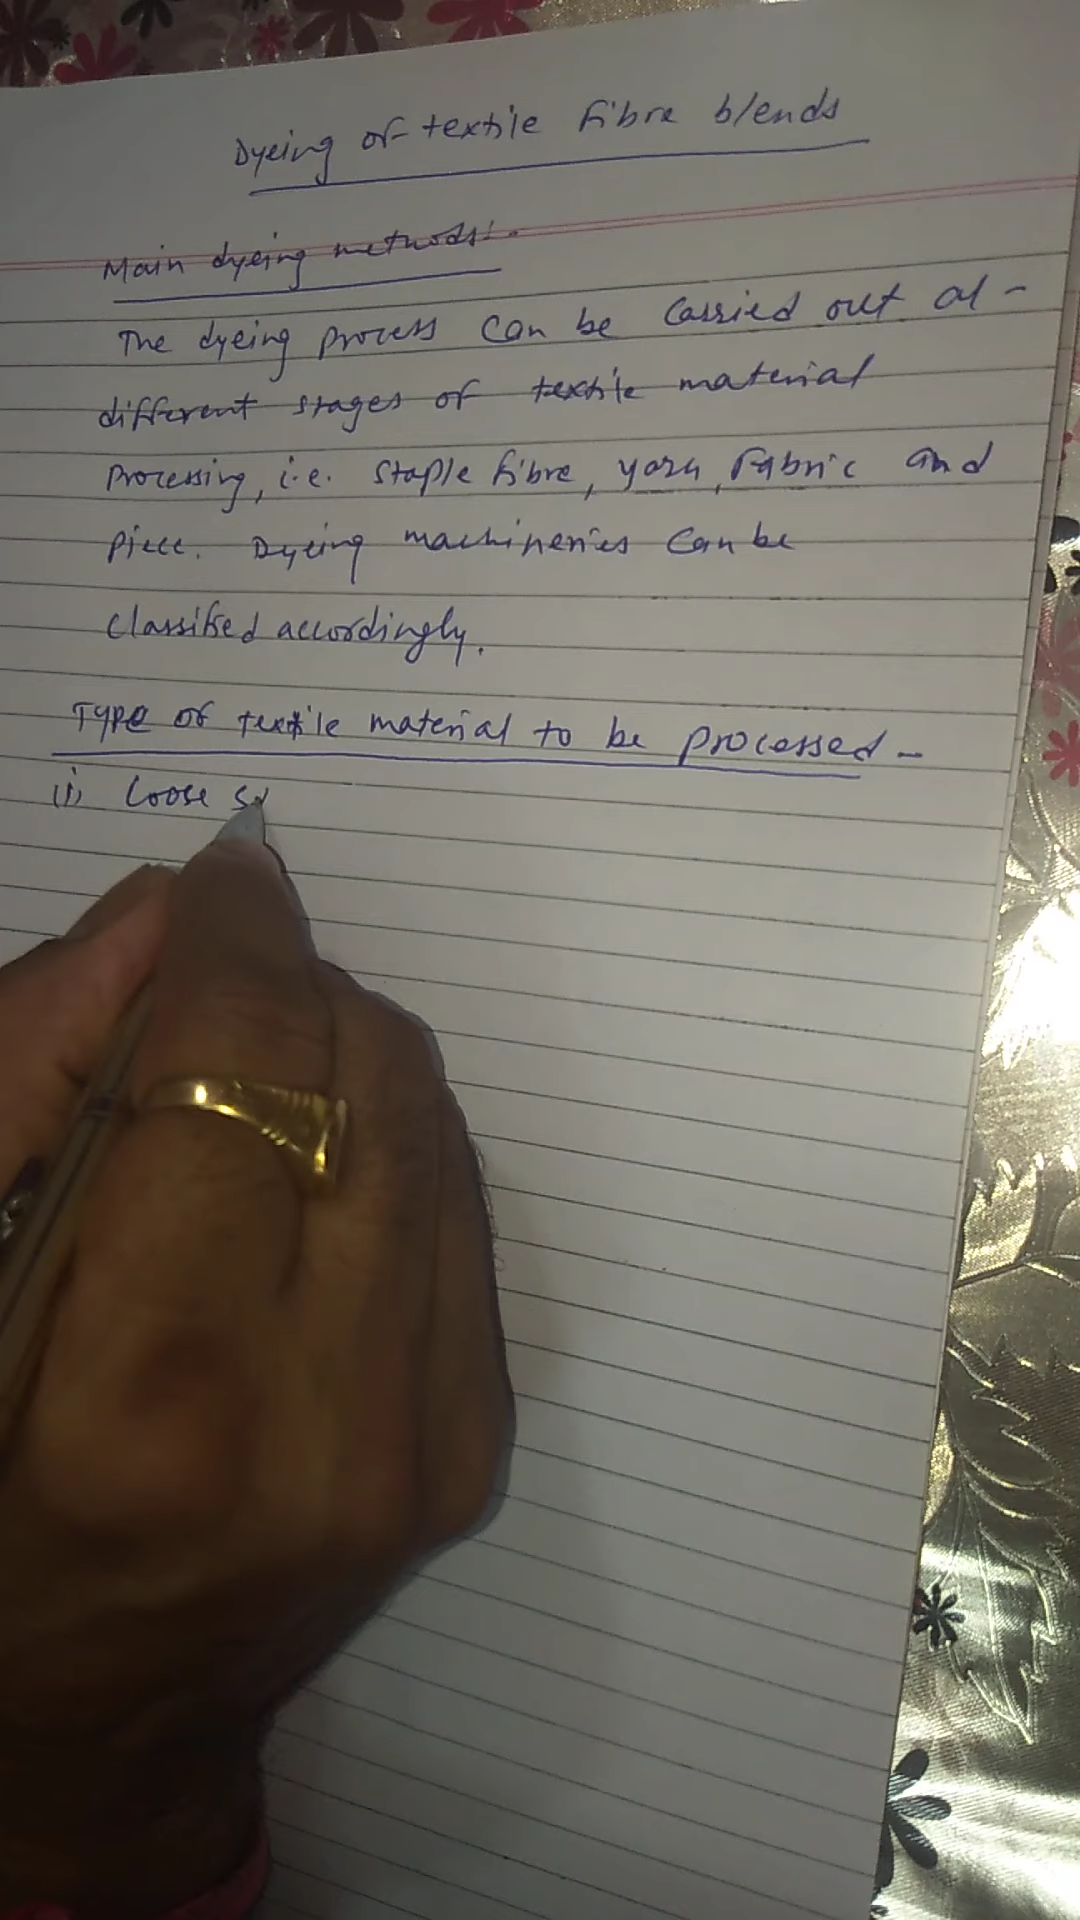 Dyeing of textile fibre blends
Main dyeing methods:-
The dyeing process can be carried out at -
different stages of textile material
processing, i.e. staple fibre, yarn, fabric and
piece. Dyeing machineries can be
classified accordingly.
Type of textile material to be processed -
(i) Loose